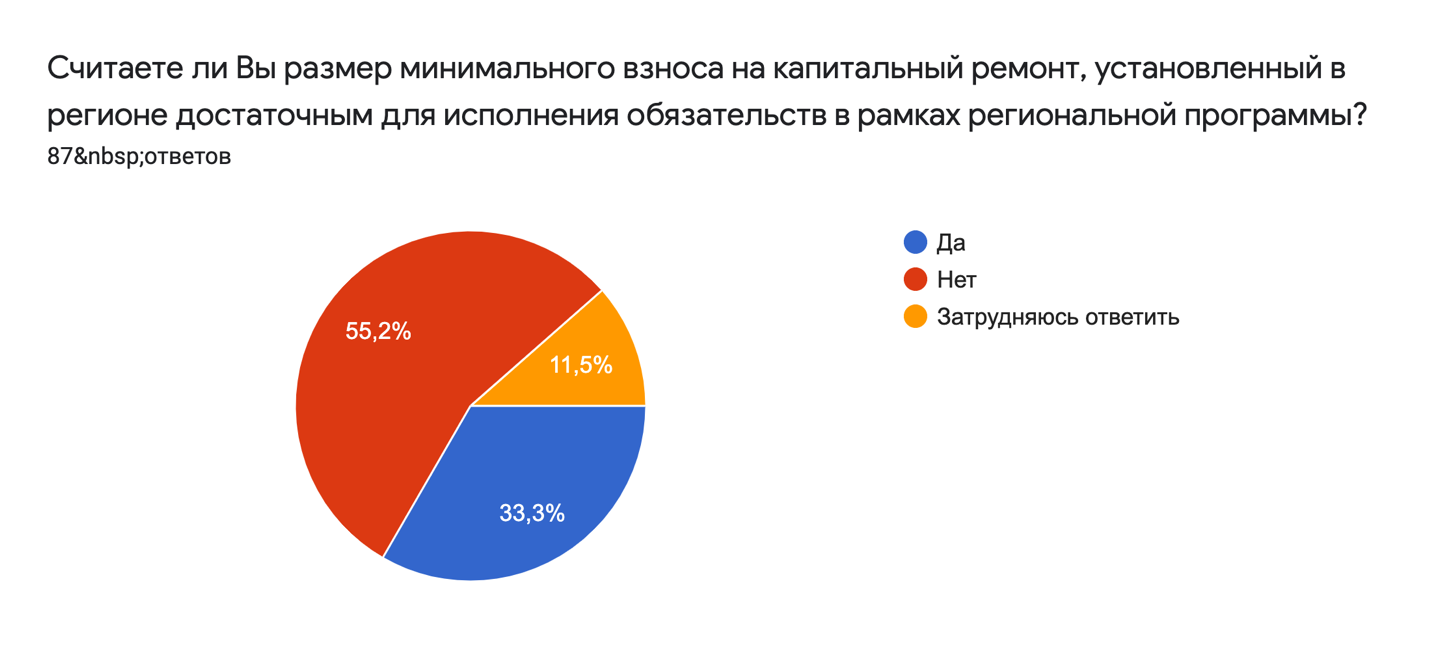 Считаете ли Вы размер минимального взноса на капитальный ремонт, установленный в
регионе достаточным для исполнения обязательств в рамках региональной программы?
87&nbsp;ответов
Да
Нет
Затрудняюсь ответить
55,2%
11,5%
33,3%